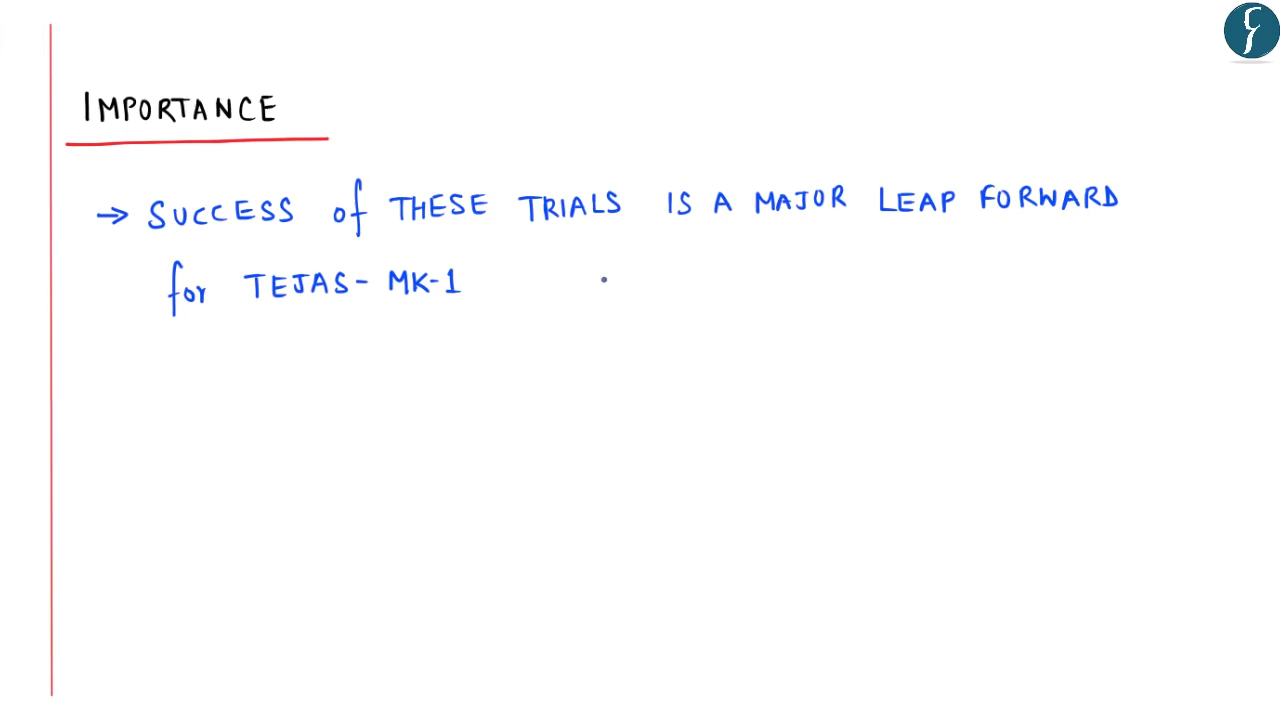 IMPORTANCE
→ SUCCESS of THESE TRIALS IS A MAJOR LEAP FORWARD
for TEJAS- MK-1